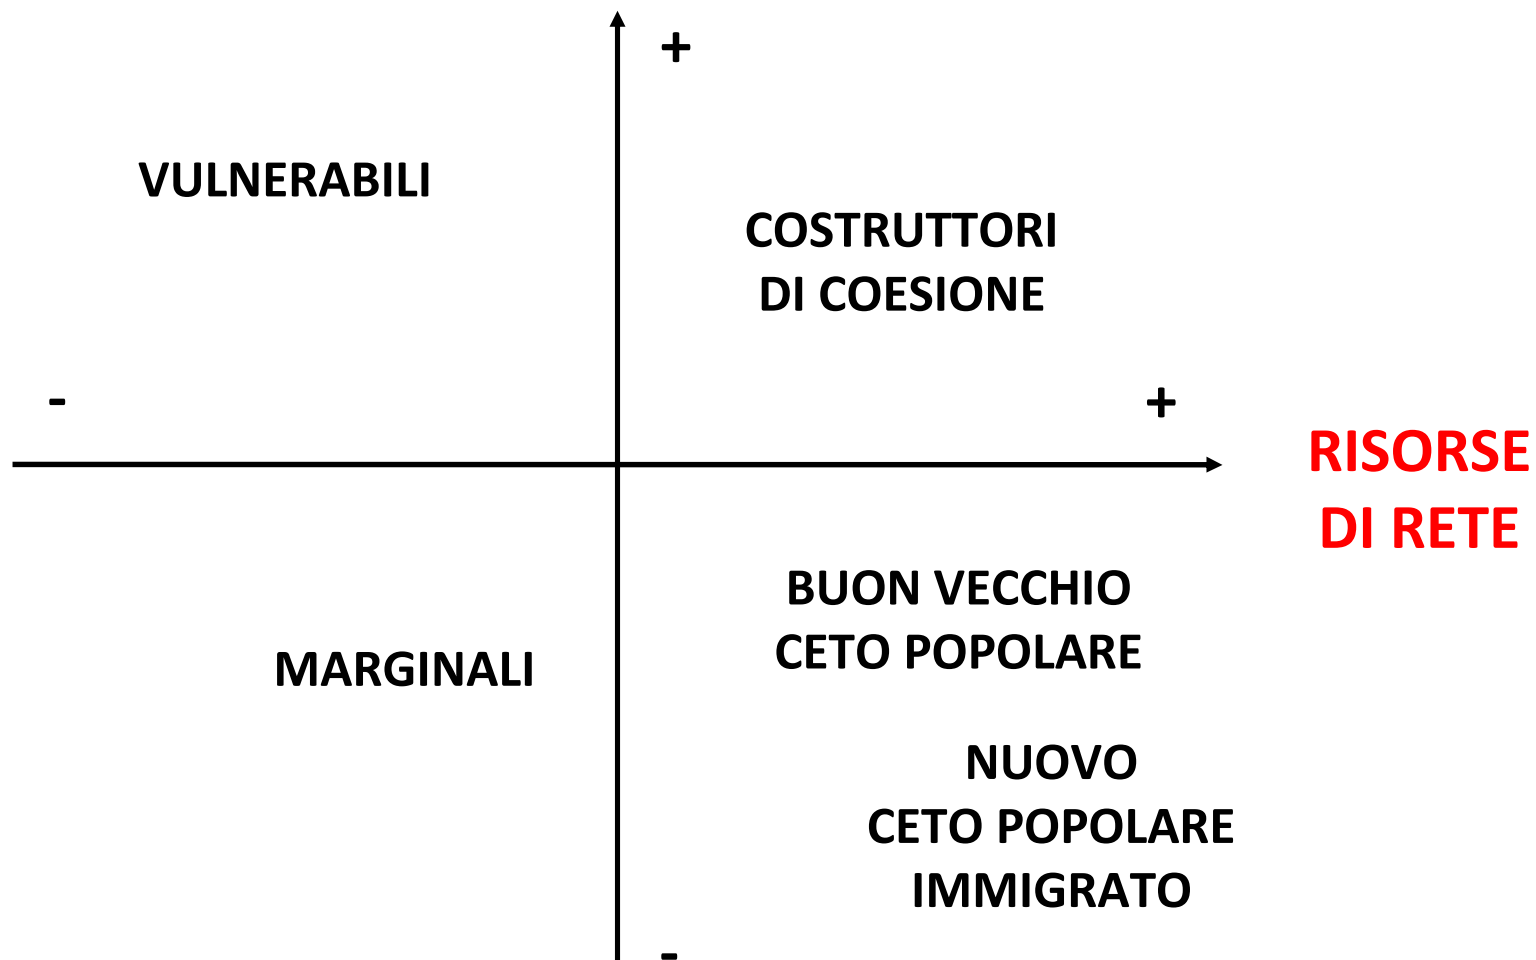 +
VULNERABILI
COSTRUTTORI
DI COESIONE
-
+
RISORSE
DI RETE
BUON VECCHIO
CETO POPOLARE
MARGINALI
NUOVO
CETO POPOLARE
IMMIGRATO
-